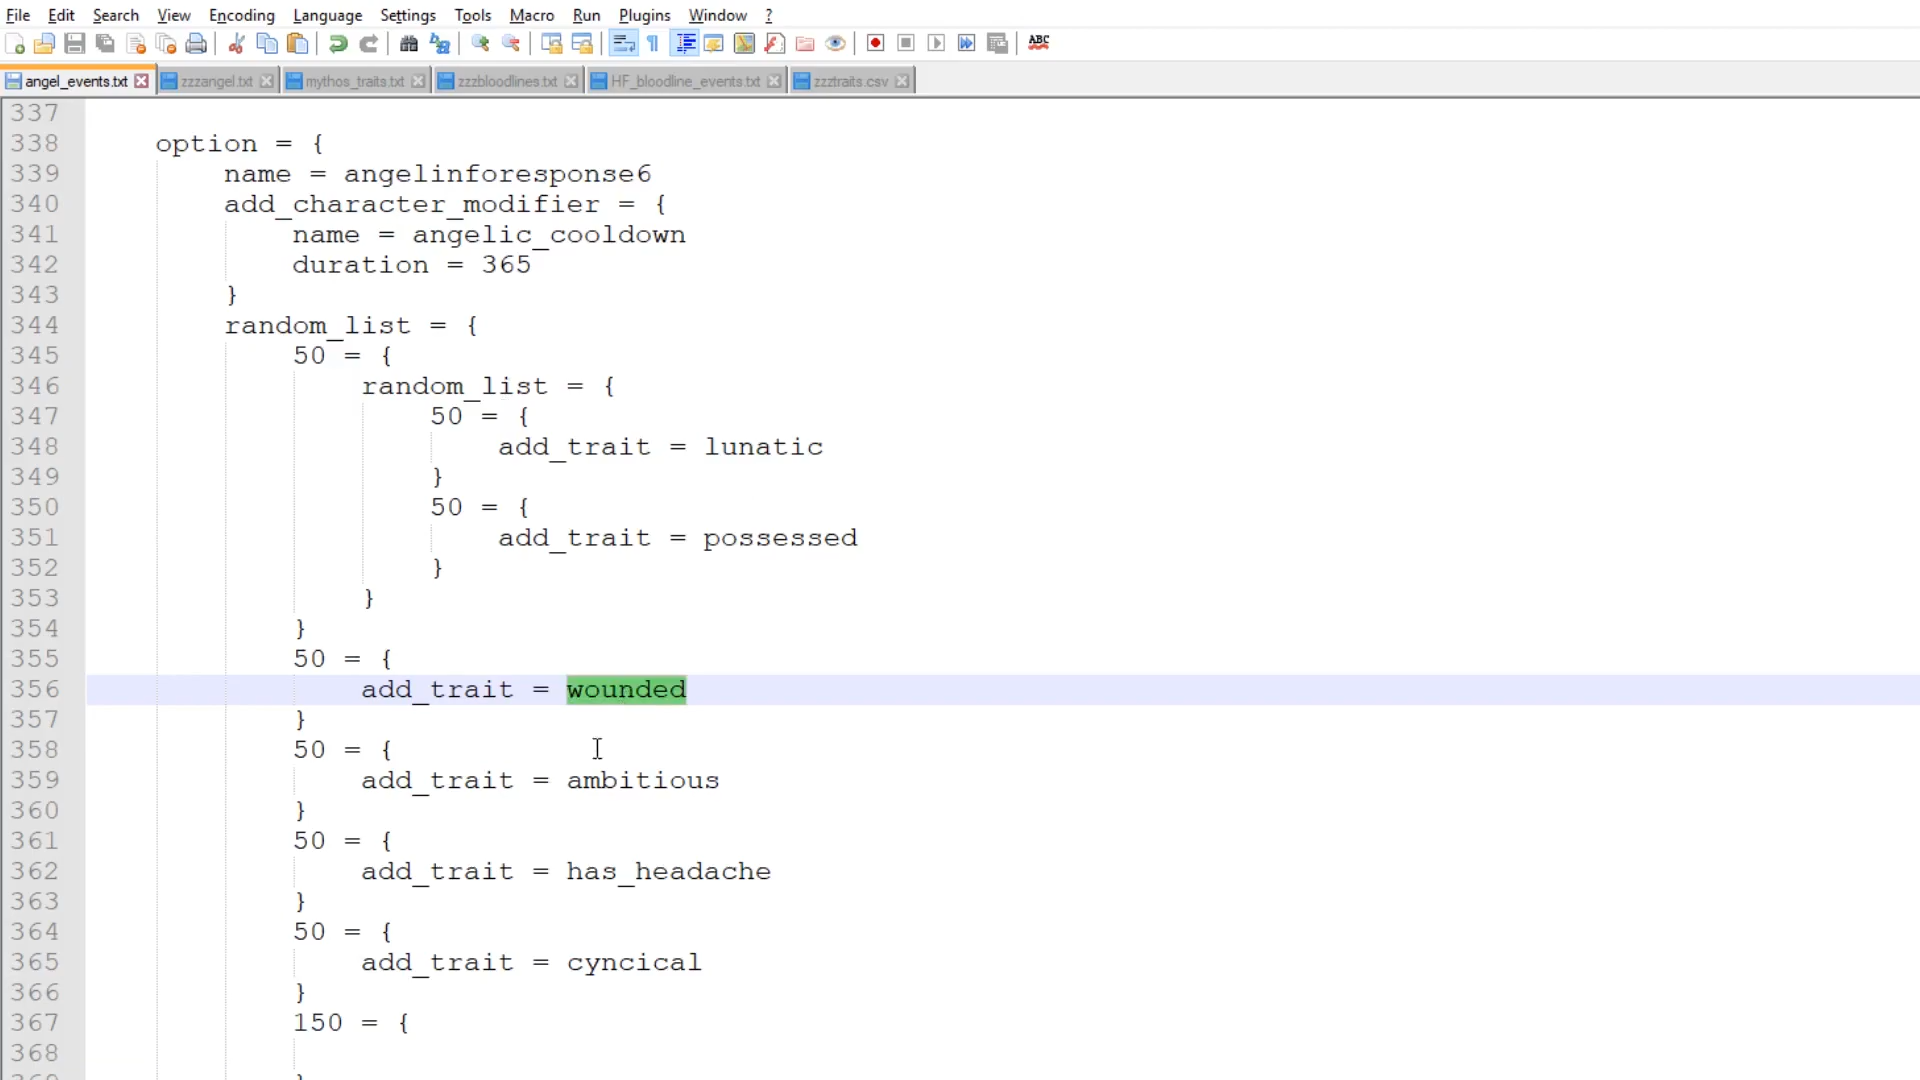 File Edit Search View Encoding Language Settings Tools Macro Run Plugins Window ?
ABC
angel_events.txt zzzangel.txt mythos_traits.txt zzzbloodlines.txt HF_bloodline_events.txt zzztraits.csv
337
338 option = {
339 name = angelinforesponse6
340 add_character_modifier = {
341 name = angelic_cooldown
342 duration = 365
343 }
344 random_list = {
345 50 = {
346 random_list = {
347 50 = {
348 add_trait = lunatic
349 }
350 50 = {
351 add_trait = possessed
352 }
353 }
354 }
355 50 = {
356 add_trait = wounded
357 }
358 50 = {
359 add_trait = ambitious
360 }
361 50 = {
362 add_trait = has_headache
363 }
364 50 = {
365 add_trait = cyncical
366 }
367 150 = {
368